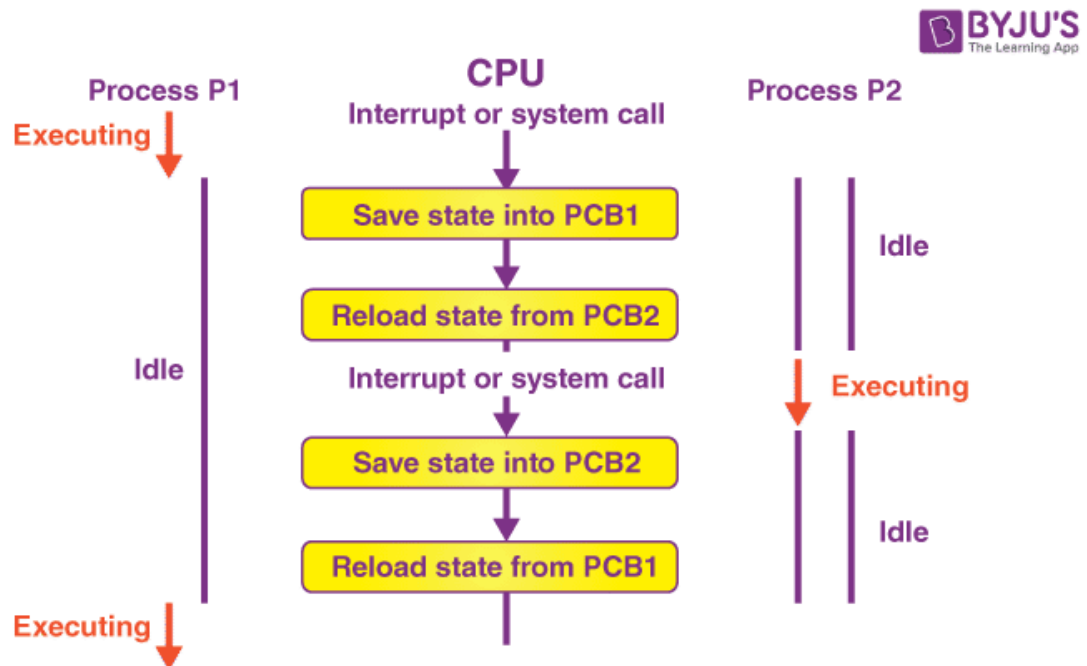 BYJU'S
The Learning App
CPU
Process P1
Process P2
Interrupt or system call
Executing
Save state into PCB1
Idle
Reload state from PCB2
Idle
Interrupt or system call
Executing
Save state into PCB2
Idle
Reload state from PCB1
Executing